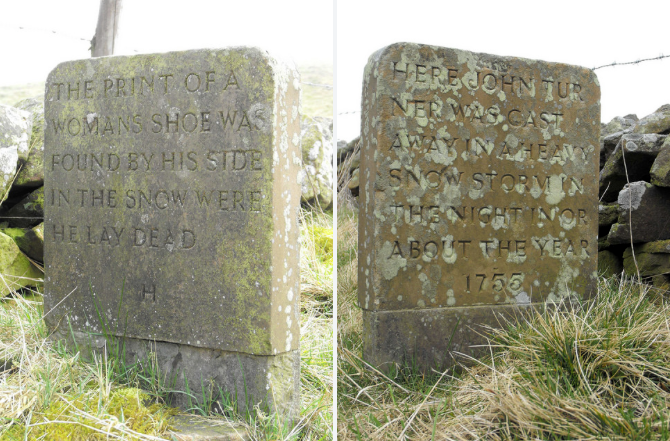 THE PRINT OF A
WOMANS SHOE WAS
FOUND BY HIS SIDE
IN THE SNOW WERE
HE LAY DEAD
H
HERE JOHN TUR
NER WAS CAST
AWAY IN A HEAVY
SNOW STORM IN
THE NIGHT IN OR
ABOUT THE YEAR
1755